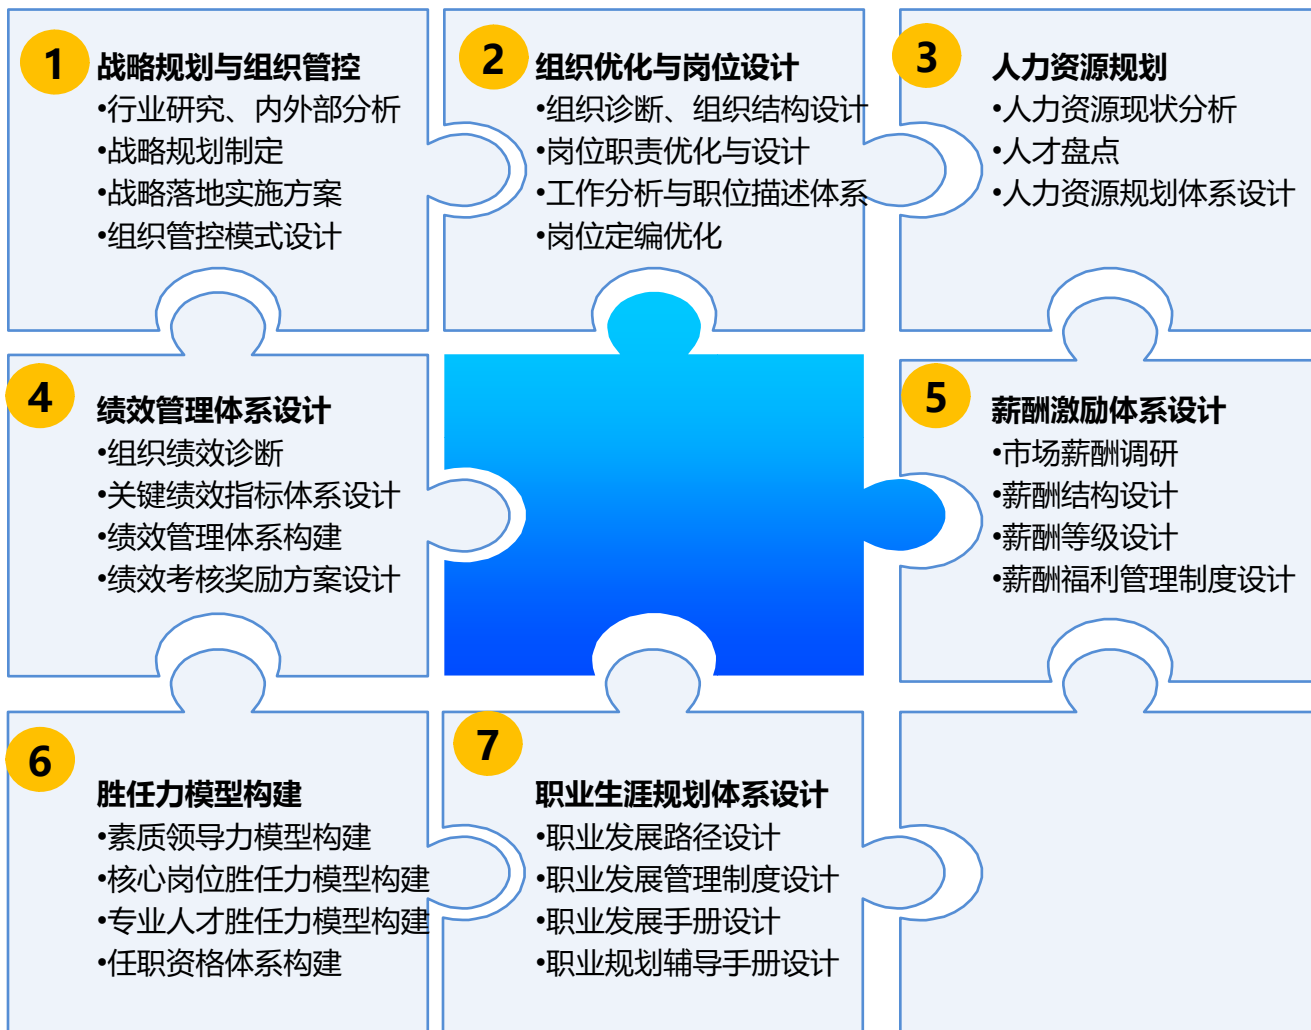 1
战略规划与组织管控
•行业研究、内外部分析
•战略规划制定
•战略落地实施方案
•组织管控模式设计
2
组织优化与岗位设计
•组织诊断、组织结构设计
•岗位职责优化与设计
•工作分析与职位描述体系
•岗位定编优化
3
人力资源规划
•人力资源现状分析
•人才盘点
•人力资源规划体系设计
4
绩效管理体系设计
•组织绩效诊断
•关键绩效指标体系设计
•绩效管理体系构建
•绩效考核奖励方案设计
5
薪酬激励体系设计
•市场薪酬调研
•薪酬结构设计
•薪酬等级设计
•薪酬福利管理制度设计
6
胜任力模型构建
•素质领导力模型构建
•核心岗位胜任力模型构建
•专业人才胜任力模型构建
•任职资格体系构建
7
职业生涯规划体系设计
•职业发展路径设计
•职业发展管理制度设计
•职业发展手册设计
•职业规划辅导手册设计